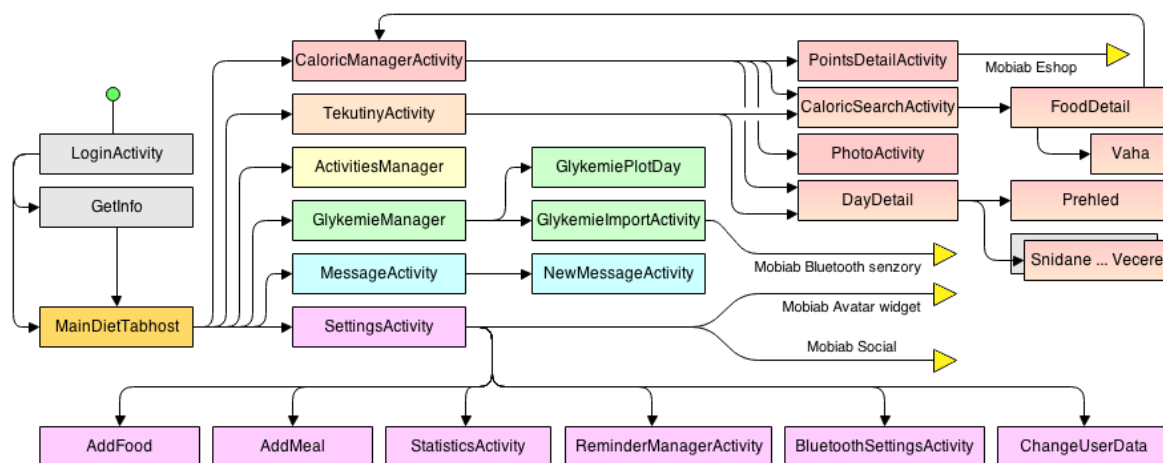 CaloricManagerActivity
PointsDetailActivity
Mobiab Eshop
TekutinyActivity
CaloricSearchActivity
FoodDetail
LoginActivity
ActivitiesManager
GlykemiePlotDay
PhotoActivity
Vaha
GetInfo
GlykemieManager
GlykemieImportActivity
DayDetail
Prehled
MessageActivity
NewMessageActivity
Mobiab Bluetooth senzory
Snidane ... Vecere
Mobiab Avatar widget
MainDietTabhost
SettingsActivity
Mobiab Social
AddFood
AddMeal
StatisticsActivity
ReminderManagerActivity
BluetoothSettingsActivity
ChangeUserData